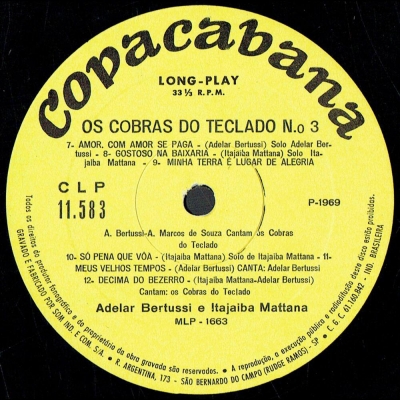 Copacabana
LONG-PLAY
33 ⅓ R.P.M.
OS COBRAS DO TECLADO N.o 3
7- AMOR, COM AMOR SE PAGA - (Adelar Bertussi) Solo Adelar Ber-
tussi - 8- GOSTOSO NA BAIXARIA - (Itajaiba Mattana) Solo Ita-
jaiba Mattana - 9- MINHA TERRA É LUGAR DE ALEGRIA
CLP
11.583
P-1969
A. Bertussi-A. Marcos de Souza Cantam os Cobras
do Teclado
10- SÓ PENA QUE VÔA - (Itajaiba Mattana) Solo de Itajaiba Mattana - 11-
MEUS VELHOS TEMPOS - (Adelar Bertussi) CANTA: Adelar Bertussi
12- DECIMA DO BEZERRO - (Itajaiba Mattana-Adelar Bertussi)
Cantam: os Cobras do Teclado
Adelar Bertussi e Itajaiba Mattana
MLP - 1663
Todos os direitos do produtor fonográfico e do proprietário da obra gravada são reservados. - A reprodução, a execução pública e radiodifusão deste disco estão proibidas.
GRAVADO E FABRICADO POR SOM IND. E COM. S/A. - R. ARGENTINA, 173 - SÃO BERNARDO DO CAMPO (RUDGE RAMOS) - SP - C. G. C. 61.160.842 - IND. BRASILEIRA